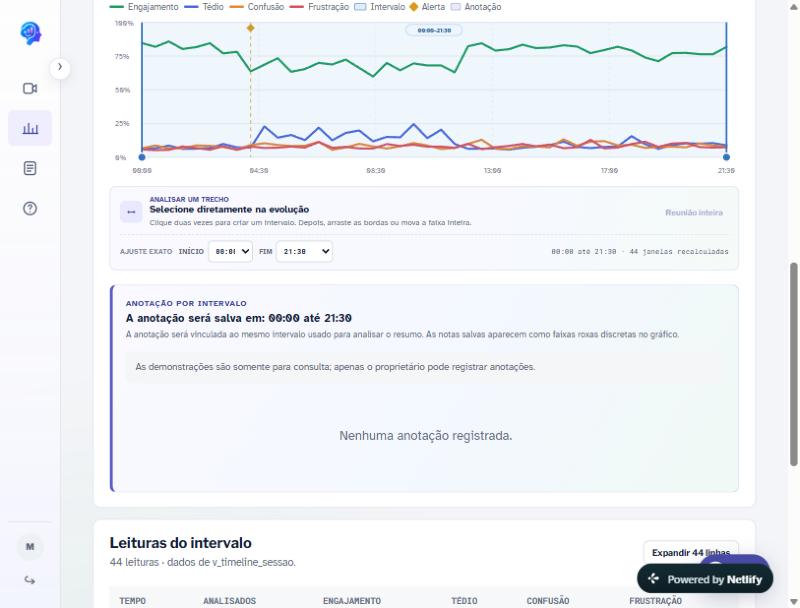 Engajamento Tédio Confusão Frustração Intervalo Alerta Anotação
100%
00:00–21:30
75%
50%
25%
0%
00:00 04:30 08:30 13:00 17:00 21:30
ANALISAR UM TRECHO
Selecione diretamente na evolução
Clique duas vezes para criar um intervalo. Depois, arraste as bordas ou mova a faixa inteira.
Reunião inteira
AJUSTE EXATO INÍCIO 00:00 FIM 21:30 00:00 até 21:30 · 44 janelas recalculadas
ANOTAÇÃO POR INTERVALO
A anotação será salva em: 00:00 até 21:30
A anotação será vinculada ao mesmo intervalo usado para analisar o resumo. As notas salvas aparecem como faixas roxas discretas no gráfico.
As demonstrações são somente para consulta; apenas o proprietário pode registrar anotações.
Nenhuma anotação registrada.
M
Leituras do intervalo
44 leituras · dados de v_timeline_sessao.
Expandir 44 linhas
Powered by Netlify
TEMPO ANALISADOS ENGAJAMENTO TÉDIO CONFUSÃO FRUSTRAÇÃO